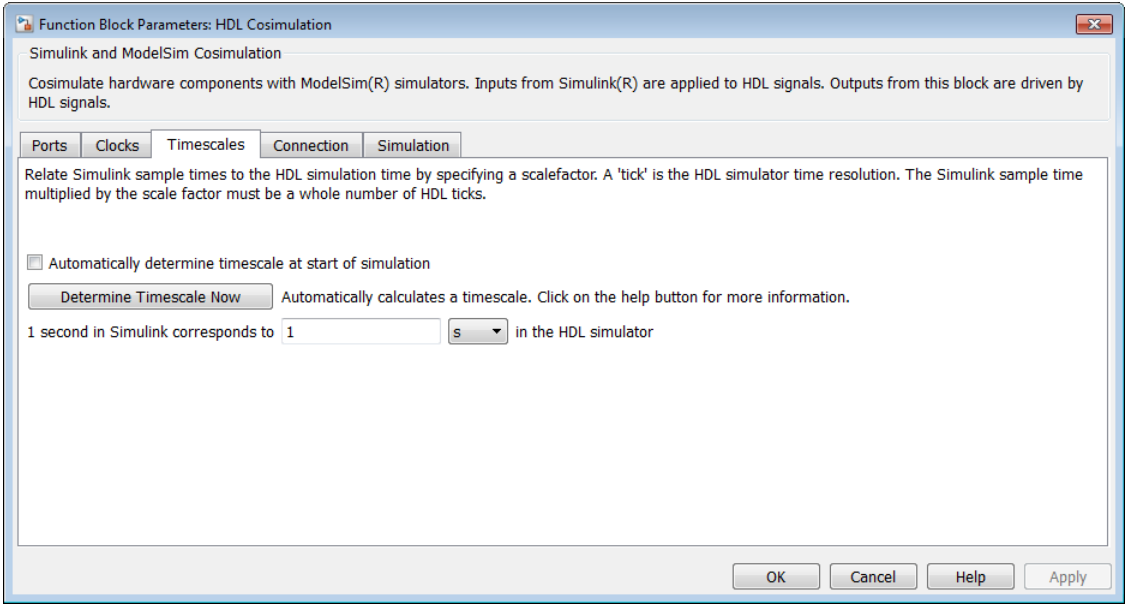 Function Block Parameters: HDL Cosimulation
Simulink and ModelSim Cosimulation
Cosimulate hardware components with ModelSim(R) simulators. Inputs from Simulink(R) are applied to HDL signals. Outputs from this block are driven by
HDL signals.
Ports Clocks Timescales Connection Simulation
Relate Simulink sample times to the HDL simulation time by specifying a scalefactor. A 'tick' is the HDL simulator time resolution. The Simulink sample time
multiplied by the scale factor must be a whole number of HDL ticks.
Automatically determine timescale at start of simulation
Determine Timescale Now Automatically calculates a timescale. Click on the help button for more information.
1 second in Simulink corresponds to 1 s in the HDL simulator
OK Cancel Help Apply